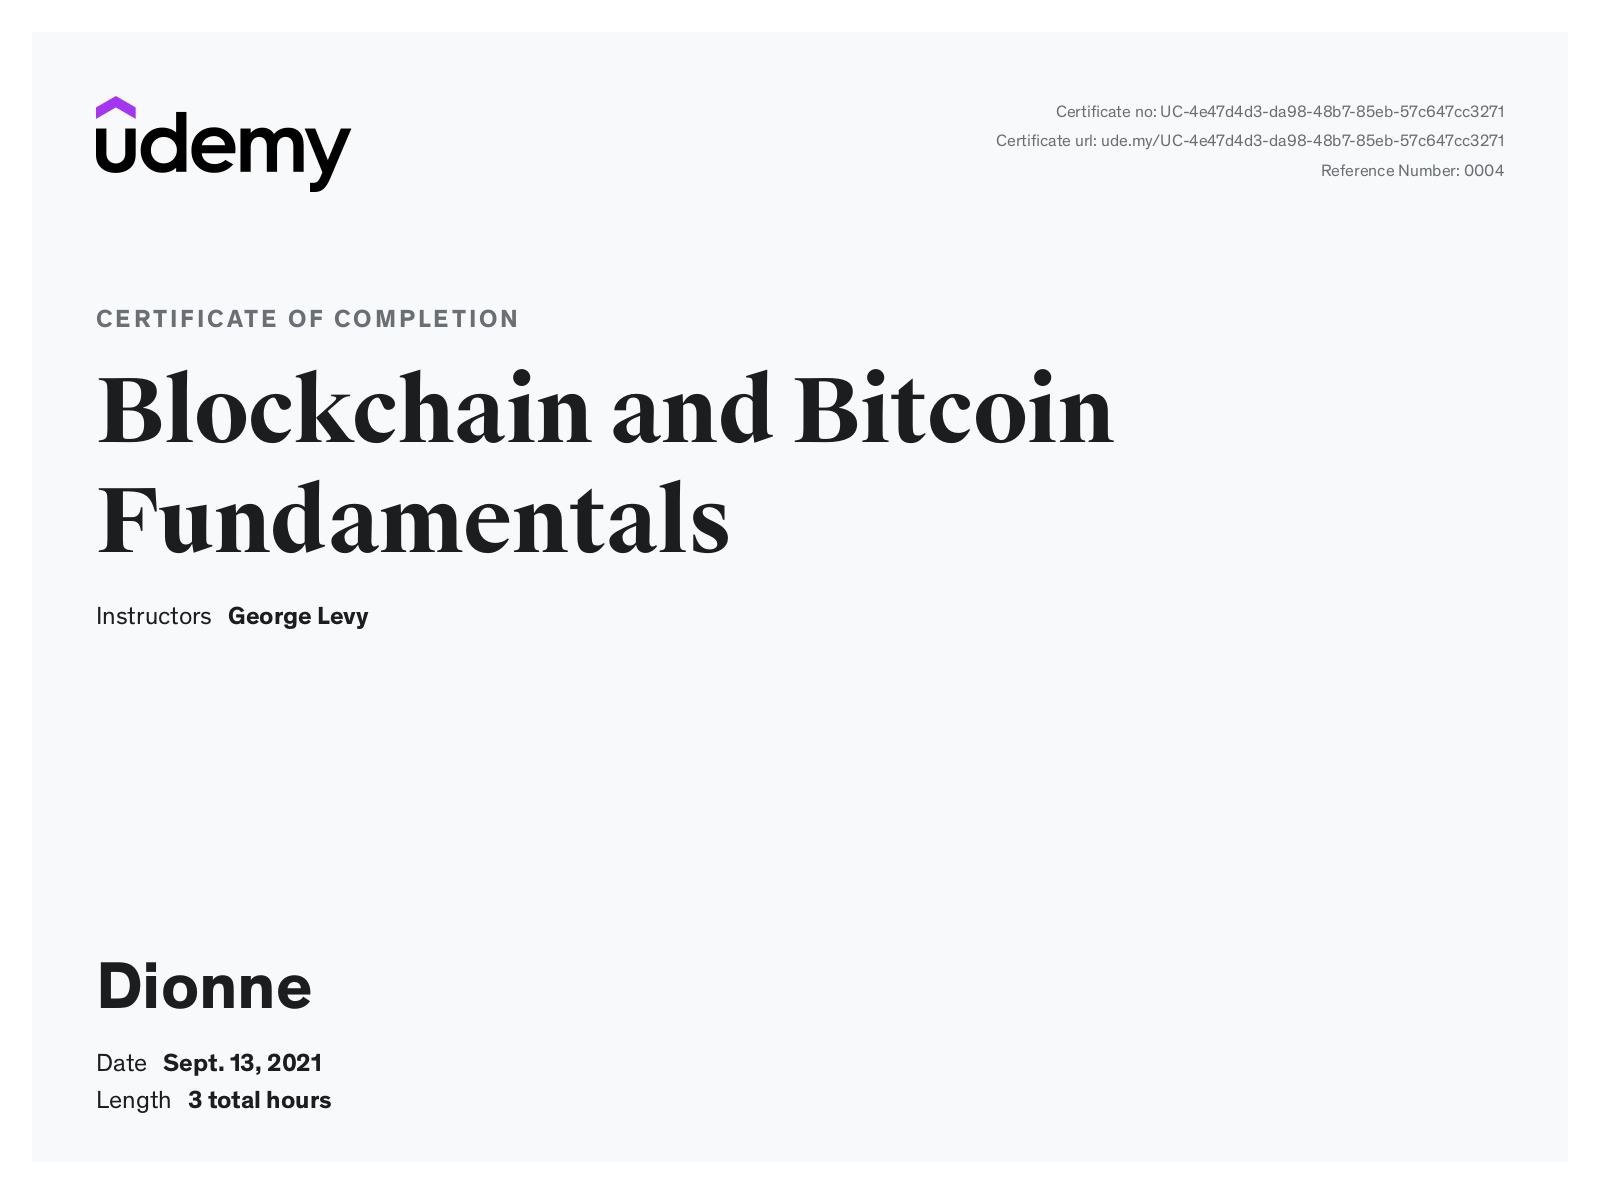 udemy
Certificate no: UC-4e47d4d3-da98-48b7-85eb-57c647cc3271
Certificate url: ude.my/UC-4e47d4d3-da98-48b7-85eb-57c647cc3271
Reference Number: 0004
CERTIFICATE OF COMPLETION
Blockchain and Bitcoin
Fundamentals
Instructors George Levy
Dionne
Date Sept. 13, 2021
Length 3 total hours